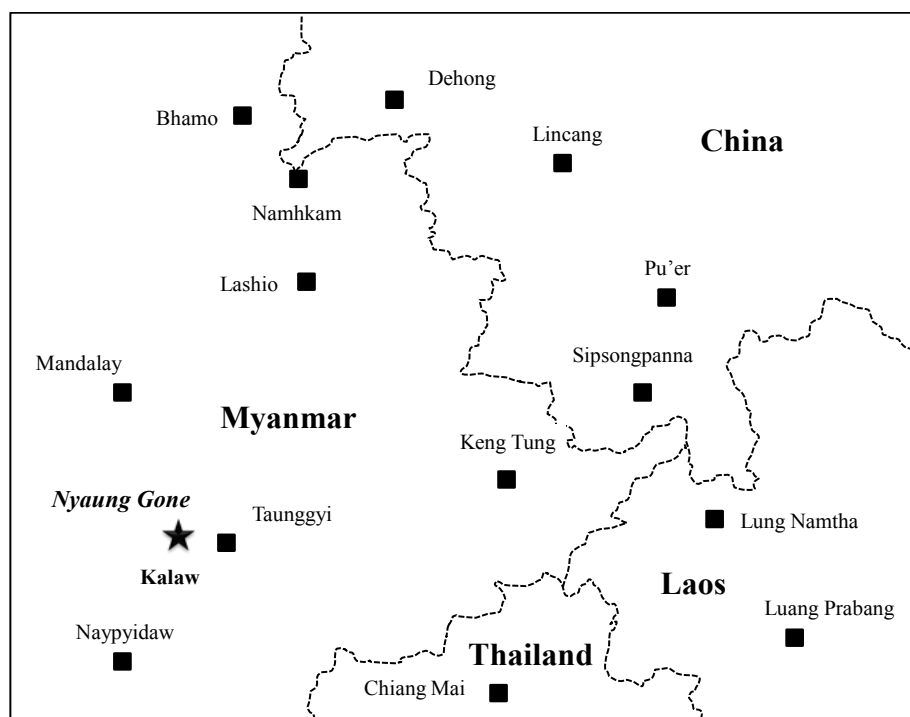 Dehong
Bhamo
Lincang
China
Namhkam
Pu’er
Lashio
Mandalay
Sipsongpanna
Myanmar
Keng Tung
Nyaung Gone
Taunggyi
Lung Namtha
Kalaw
Laos
Luang Prabang
Naypyidaw
Thailand
Chiang Mai